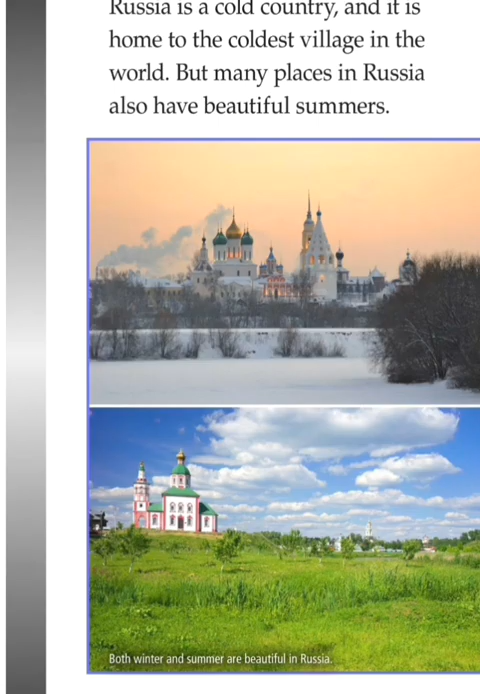 Russia is a cold country, and it is
home to the coldest village in the
world. But many places in Russia
also have beautiful summers.
Both winter and summer are beautiful in Russia.